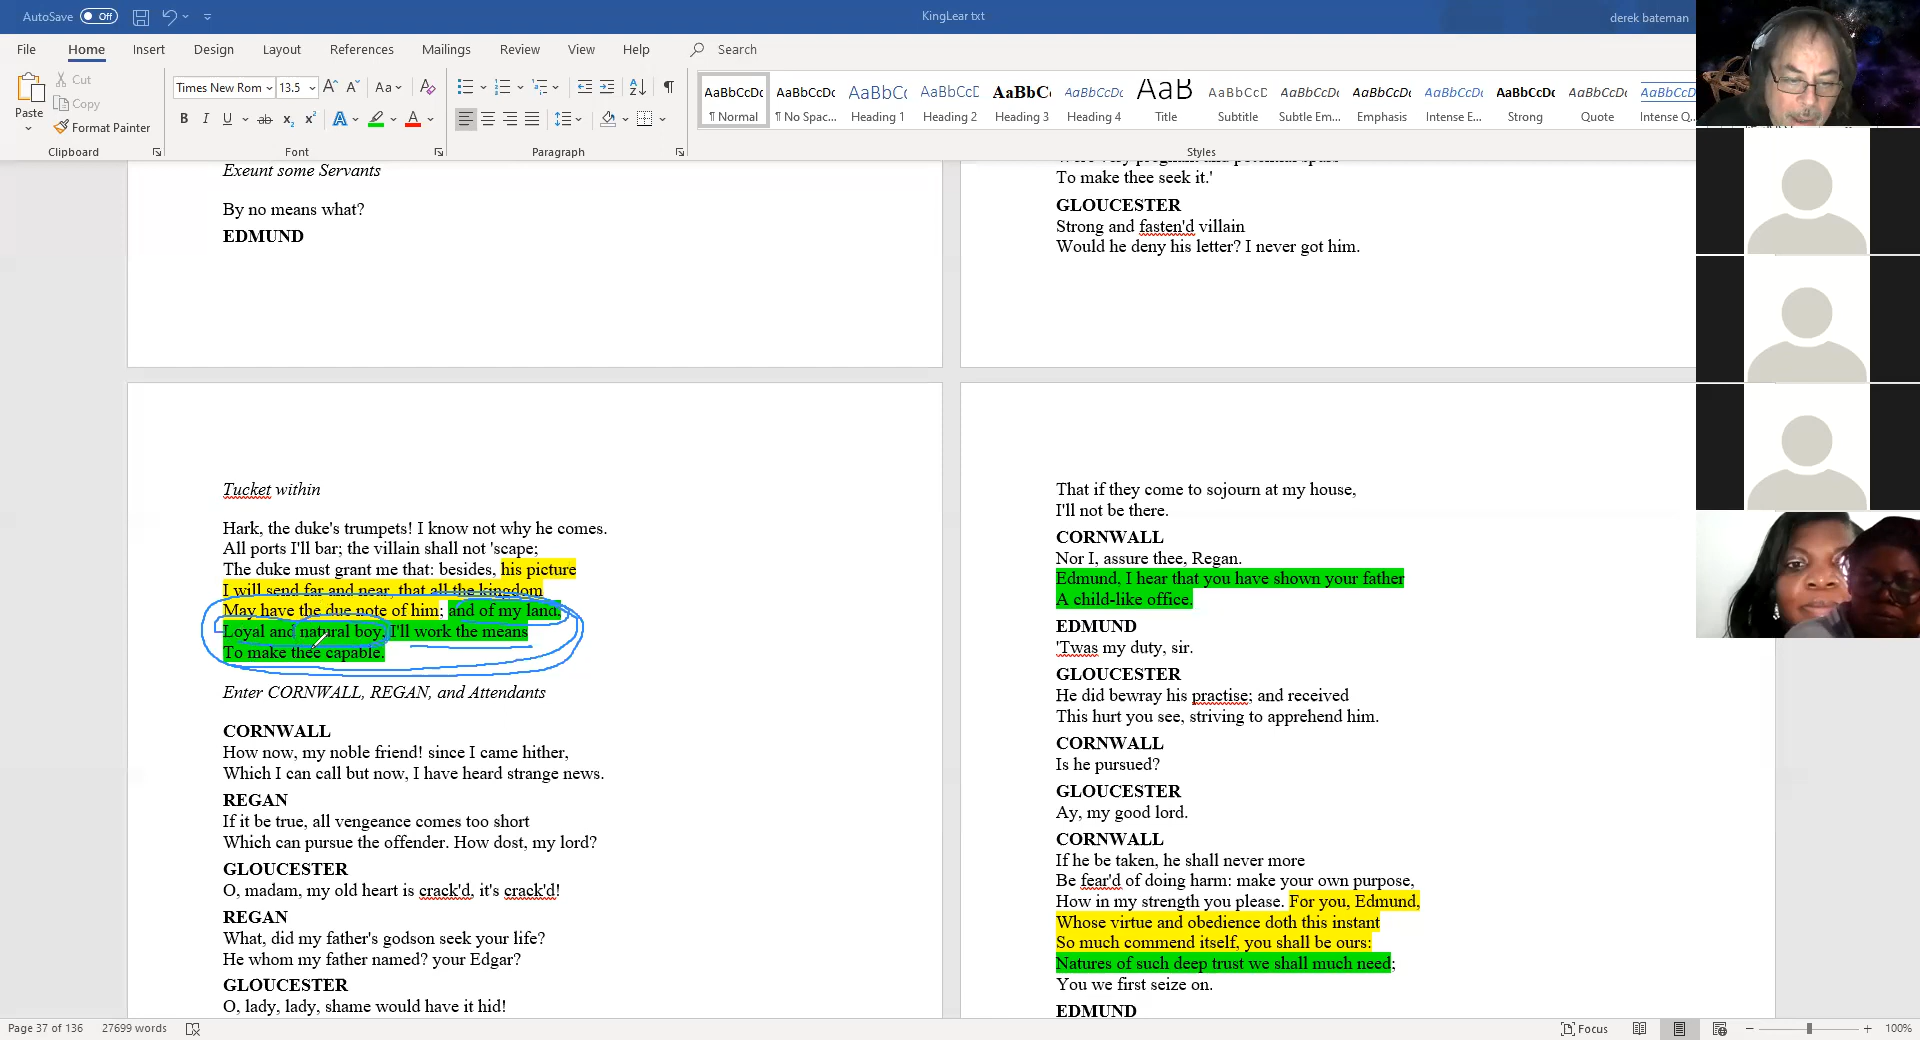 AutoSave Off
KingLear txt
derek bateman
File Home Insert Design Layout References Mailings Review View Help Search
Paste
Cut
Copy
Format Painter
Clipboard
Times New Rom 13.5
Font
Paragraph
AaBbCcDc AaBbCcDc AaBbCc AaBbCcD AaBbC AaBbCcDc AaB AaBbCcD AaBbCcDc AaBbCcDc AaBbCcDc AaBbCcDc AaBbCcDc AaBbCcDc
¶ Normal ¶ No Spac... Heading 1 Heading 2 Heading 3 Heading 4 Title Subtitle Subtle Em... Emphasis Intense E... Strong Quote Intense Q...
Styles
Exeunt some Servants
By no means what?
EDMUND
Tucket within
Hark, the duke's trumpets! I know not why he comes.
All ports I'll bar; the villain shall not 'scape;
The duke must grant me that: besides, his picture
I will send far and near, that all the kingdom
May have the due note of him; and of my land,
Loyal and natural boy, I'll work the means
To make thee capable.
Enter CORNWALL, REGAN, and Attendants
CORNWALL
How now, my noble friend! since I came hither,
Which I can call but now, I have heard strange news.
REGAN
If it be true, all vengeance comes too short
Which can pursue the offender. How dost, my lord?
GLOUCESTER
O, madam, my old heart is crack'd, it's crack'd!
REGAN
What, did my father's godson seek your life?
He whom my father named? your Edgar?
GLOUCESTER
O, lady, lady, shame would have it hid!
To make thee seek it.'
GLOUCESTER
Strong and fasten'd villain
Would he deny his letter? I never got him.
That if they come to sojourn at my house,
I'll not be there.
CORNWALL
Nor I, assure thee, Regan.
Edmund, I hear that you have shown your father
A child-like office.
EDMUND
'Twas my duty, sir.
GLOUCESTER
He did bewray his practise; and received
This hurt you see, striving to apprehend him.
CORNWALL
Is he pursued?
GLOUCESTER
Ay, my good lord.
CORNWALL
If he be taken, he shall never more
Be fear'd of doing harm: make your own purpose,
How in my strength you please. For you, Edmund,
Whose virtue and obedience doth this instant
So much commend itself, you shall be ours:
Natures of such deep trust we shall much need;
You we first seize on.
EDMUND
Page 37 of 136 27699 words
Focus
100%